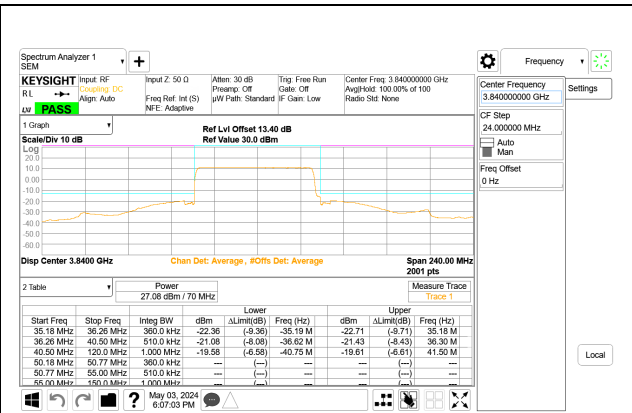 Spectrum Analyzer 1
SEM
Frequency
KEYSIGHT Input: RF Input Z: 50 Ω Atten: 30 dB Trig: Free Run Center Freq: 3.840000000 GHz
RL Coupling: DC Preamp: Off Gate: Off Avg|Hold: 100.00% of 100
Align: Auto Freq Ref: Int (S) µW Path: Standard IF Gain: Low Radio Std: None
LXI PASS NFE: Adaptive
Center Frequency
3.840000000 GHz
Settings
CF Step
24.000000 MHz
Auto
Man
Freq Offset
0 Hz
Local
1 Graph
Ref Lvl Offset 13.40 dB
Scale/Div 10 dB Ref Value 30.0 dBm
Log
20.0
10.0
0.00
-10.0
-20.0
-30.0
-40.0
-50.0
-60.0
Disp Center 3.8400 GHz Chan Det: Average , #Offs Det: Average Span 240.00 MHz
2001 pts
2 Table Power Measure Trace
27.08 dBm / 70 MHz Trace 1
Lower Upper
Start Freq Stop Freq Integ BW dBm ΔLimit(dB) Freq (Hz) dBm ΔLimit(dB) Freq (Hz)
35.18 MHz 36.26 MHz 360.0 kHz -22.36 (-9.36) -35.19 M -22.71 (-9.71) 35.18 M
36.26 MHz 40.50 MHz 510.0 kHz -21.08 (-8.08) -36.62 M -21.43 (-8.43) 36.30 M
40.50 MHz 120.0 MHz 1.000 MHz -19.58 (-6.58) -40.75 M -19.61 (-6.61) 41.50 M
50.18 MHz 50.77 MHz 360.0 kHz --- (---) --- --- (---) ---
50.77 MHz 55.00 MHz 510.0 kHz --- (---) --- --- (---) ---
55.00 MHz 150.0 MHz 1.000 MHz --- (---) --- --- (---) ---
? May 03, 2024
6:07:03 PM